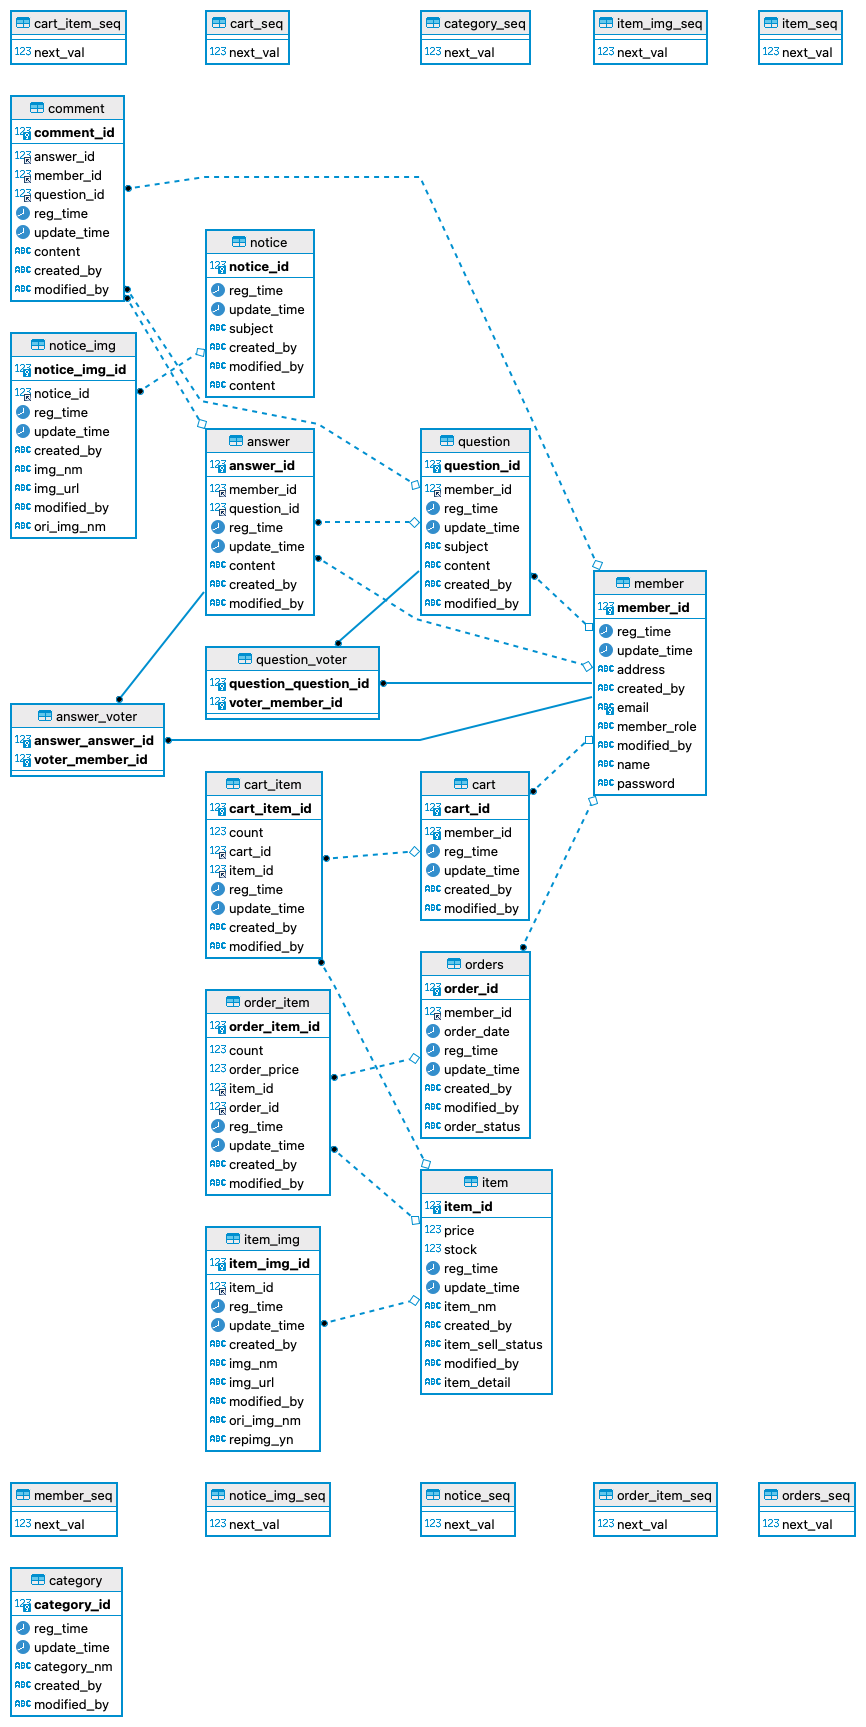 cart_item_seq
123 next_val
cart_seq
123 next_val
category_seq
123 next_val
item_img_seq
123 next_val
item_seq
123 next_val
comment
123 comment_id
123 answer_id
123 member_id
123 question_id
reg_time
update_time
ABC content
ABC created_by
ABC modified_by
notice
123 notice_id
reg_time
update_time
ABC subject
ABC created_by
ABC modified_by
ABC content
notice_img
123 notice_img_id
123 notice_id
reg_time
update_time
ABC created_by
ABC img_nm
ABC img_url
ABC modified_by
ABC ori_img_nm
answer
123 answer_id
123 member_id
123 question_id
reg_time
update_time
ABC content
ABC created_by
ABC modified_by
question
123 question_id
123 member_id
reg_time
update_time
ABC subject
ABC content
ABC created_by
ABC modified_by
member
123 member_id
reg_time
update_time
ABC address
ABC created_by
ABC email
ABC member_role
ABC modified_by
ABC name
ABC password
question_voter
123 question_question_id
123 voter_member_id
answer_voter
123 answer_answer_id
123 voter_member_id
cart_item
123 cart_item_id
123 count
123 cart_id
123 item_id
reg_time
update_time
ABC created_by
ABC modified_by
cart
123 cart_id
123 member_id
reg_time
update_time
ABC created_by
ABC modified_by
orders
123 order_id
123 member_id
order_date
reg_time
update_time
ABC created_by
ABC modified_by
ABC order_status
order_item
123 order_item_id
123 count
123 order_price
123 item_id
123 order_id
reg_time
update_time
ABC created_by
ABC modified_by
item
123 item_id
123 price
123 stock
reg_time
update_time
ABC item_nm
ABC created_by
ABC item_sell_status
ABC modified_by
ABC item_detail
item_img
123 item_img_id
123 item_id
reg_time
update_time
ABC created_by
ABC img_nm
ABC img_url
ABC modified_by
ABC ori_img_nm
ABC repimg_yn
member_seq
123 next_val
notice_img_seq
123 next_val
notice_seq
123 next_val
order_item_seq
123 next_val
orders_seq
123 next_val
category
123 category_id
reg_time
update_time
ABC category_nm
ABC created_by
ABC modified_by